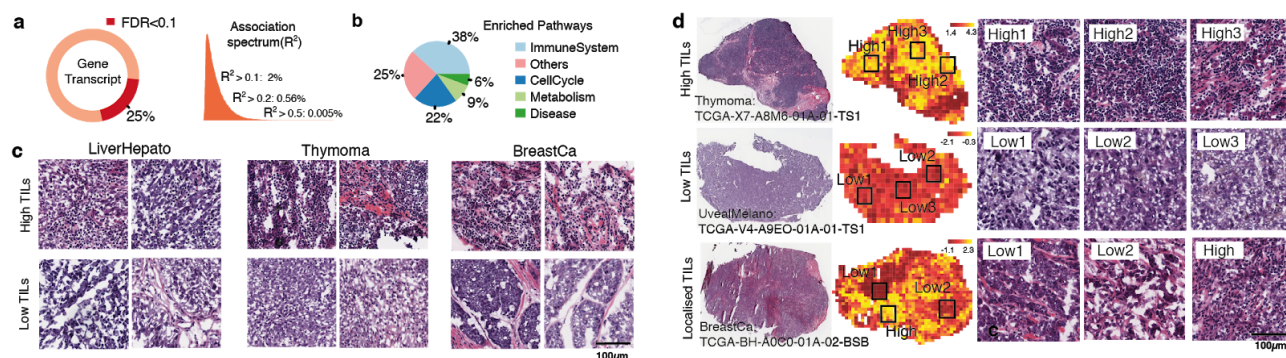 a
FDR<0.1
Gene
Transcript
25%
Association
spectrum(R²)
R²> 0.1: 2%
R²> 0.2: 0.56%
R²> 0.5: 0.005%
b
Enriched Pathways
38%
25%
22%
9%
6%
ImmuneSystem
Others
CellCycle
Metabolism
Disease
c
LiverHepato
Thymoma
BreastCa
High TILs
Low TILs
100µm
d
High TILs
Thymoma:
TCGA-X7-A8M6-01A-01-TS1
High1
High3
High2
1.4 4.3
High1
High2
High3
Low TILs
UvealMelano:
TCGA-V4-A9EO-01A-01-TS1
Low1
Low2
Low3
-2.1 -0.3
Low1
Low2
Low3
Localised TILs
BreastCa:
TCGA-BH-A0C0-01A-02-BSB
Low1
Low2
High
-1.1 2.3
Low1
Low2
High
c
100µm